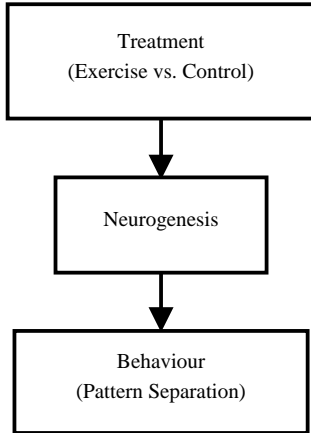 Treatment
(Exercise vs. Control)
Neurogenesis
Behaviour
(Pattern Separation)